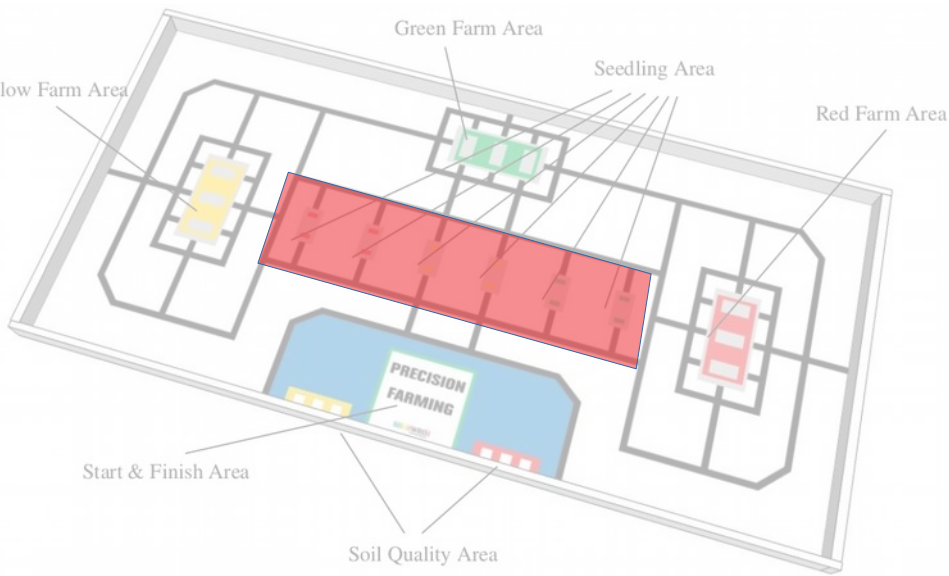 Green Farm Area
Seedling Area
low Farm Area
Red Farm Area
PRECISION
FARMING
Start & Finish Area
Soil Quality Area